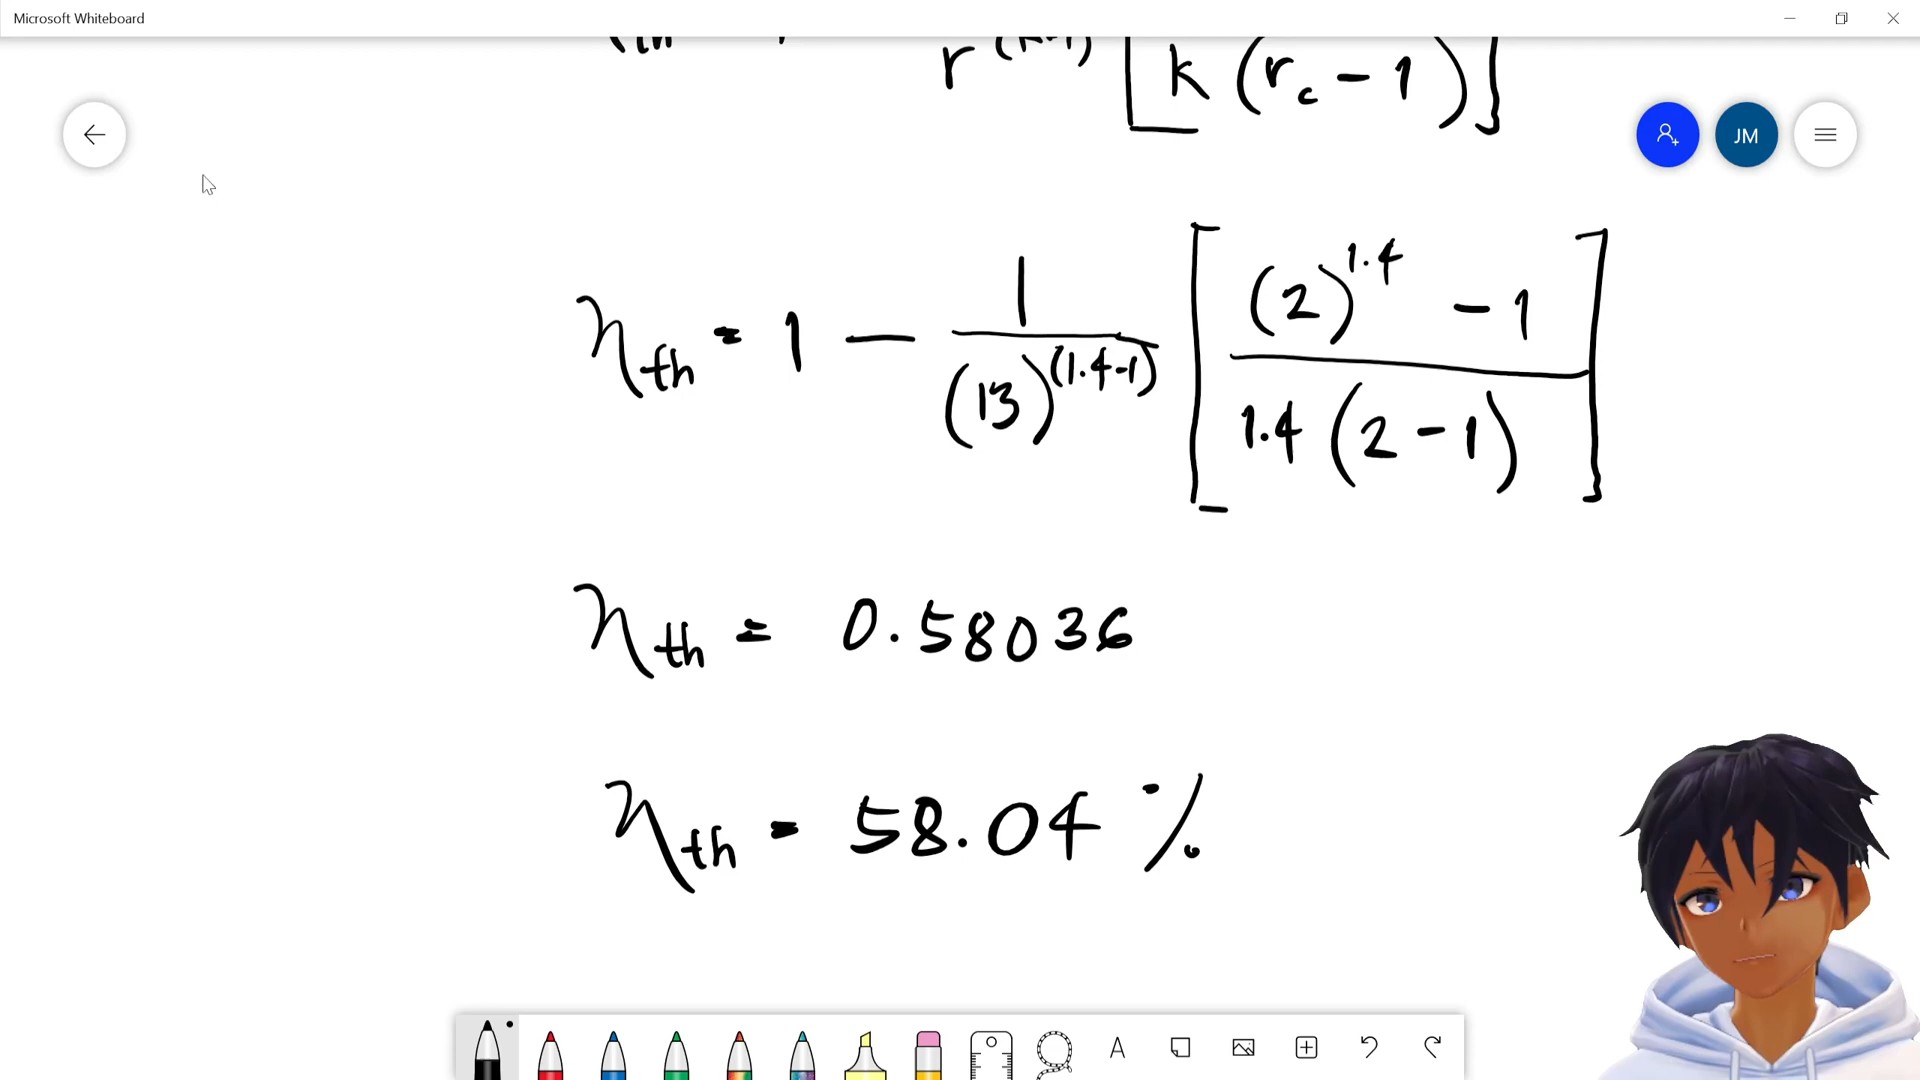 Microsoft Whiteboard
r [k (r_c - 1)]
JM
η_th = 1 - 1/(13)^(1.4-1) [((2)^1.4 - 1)/(1.4 (2-1))]
η_th = 0.58036
η_th = 58.04 %
A